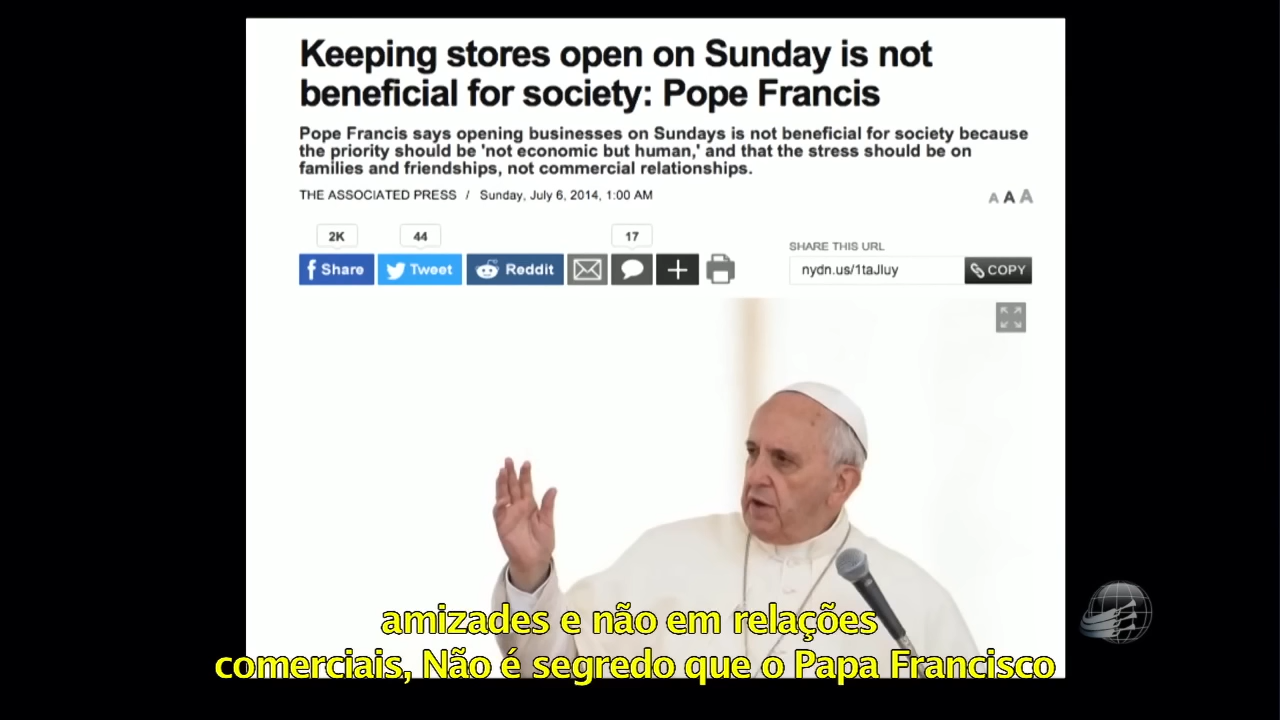 Keeping stores open on Sunday is not
beneficial for society: Pope Francis
Pope Francis says opening businesses on Sundays is not beneficial for society because
the priority should be 'not economic but human,' and that the stress should be on
families and friendships, not commercial relationships.
THE ASSOCIATED PRESS / Sunday, July 6, 2014, 1:00 AM
A A A
2K 44 17
SHARE THIS URL
f Share Tweet Reddit + nydn.us/1taJIuy COPY
amizades e não em relações
comerciais, Não é segredo que o Papa Francisco